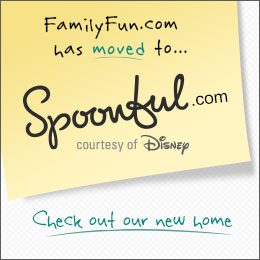 FamilyFun.com
has moved to...
Spoonful.com
courtesy of Disney
Check out our new home